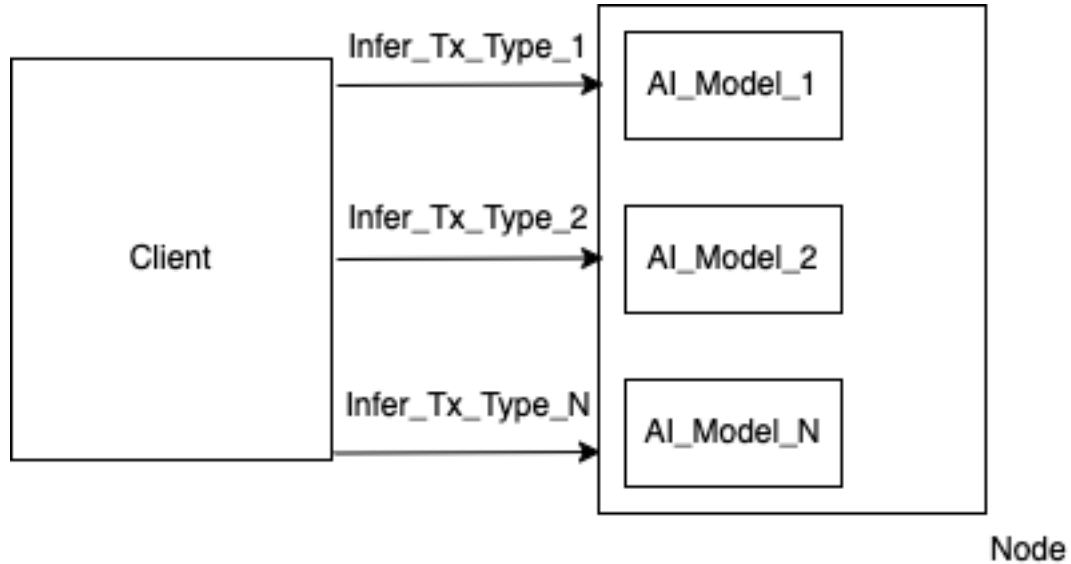 Infer_Tx_Type_1
AI_Model_1
Infer_Tx_Type_2
Client
AI_Model_2
Infer_Tx_Type_N
AI_Model_N
Node